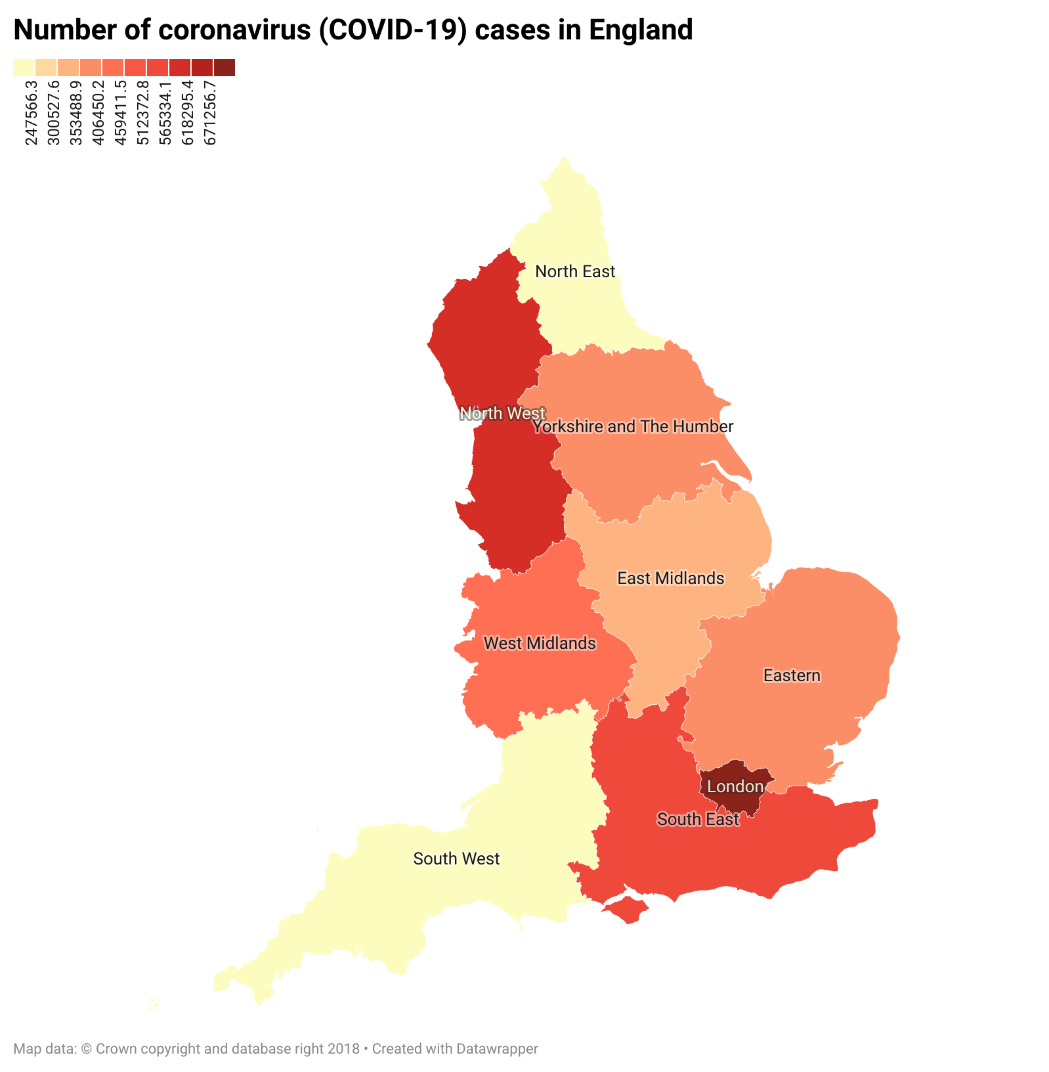 Number of coronavirus (COVID-19) cases in England
247566.3
300527.6
353488.9
406450.2
459411.5
512372.8
565334.1
618295.4
671256.7
North East
North West
Yorkshire and The Humber
East Midlands
West Midlands
Eastern
London
South East
South West
Map data: © Crown copyright and database right 2018 • Created with Datawrapper